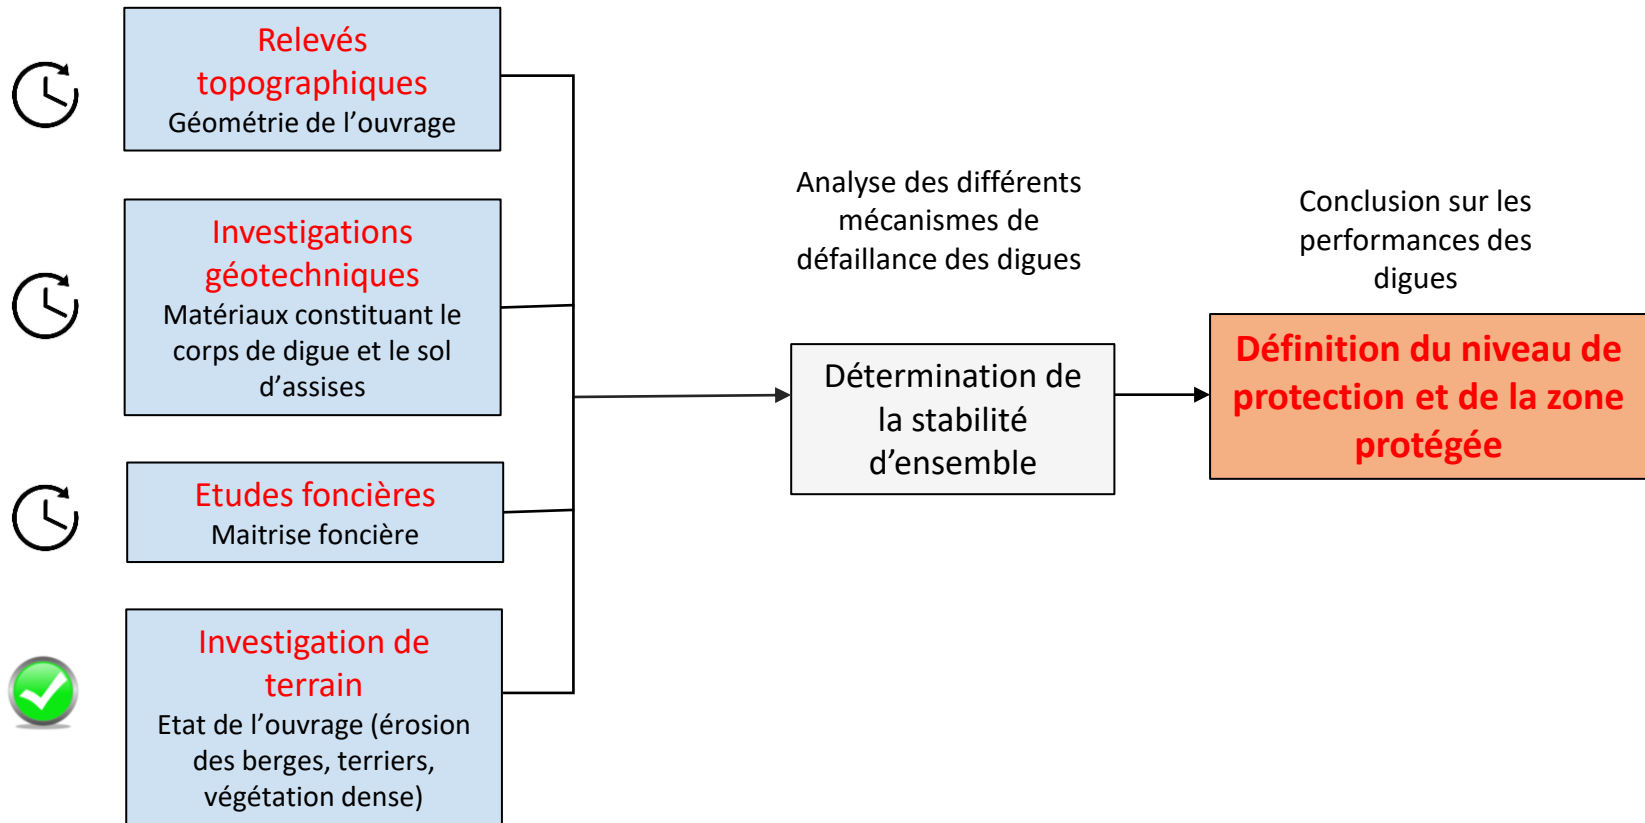 Relevés
topographiques
Géométrie de l’ouvrage
Investigations
géotechniques
Matériaux constituant le
corps de digue et le sol
d’assises
Etudes foncières
Maitrise foncière
Investigation de
terrain
Etat de l’ouvrage (érosion
des berges, terriers,
végétation dense)
Analyse des différents
mécanismes de
défaillance des digues
Détermination de
la stabilité
d’ensemble
Conclusion sur les
performances des
digues
Définition du niveau de
protection et de la zone
protégée